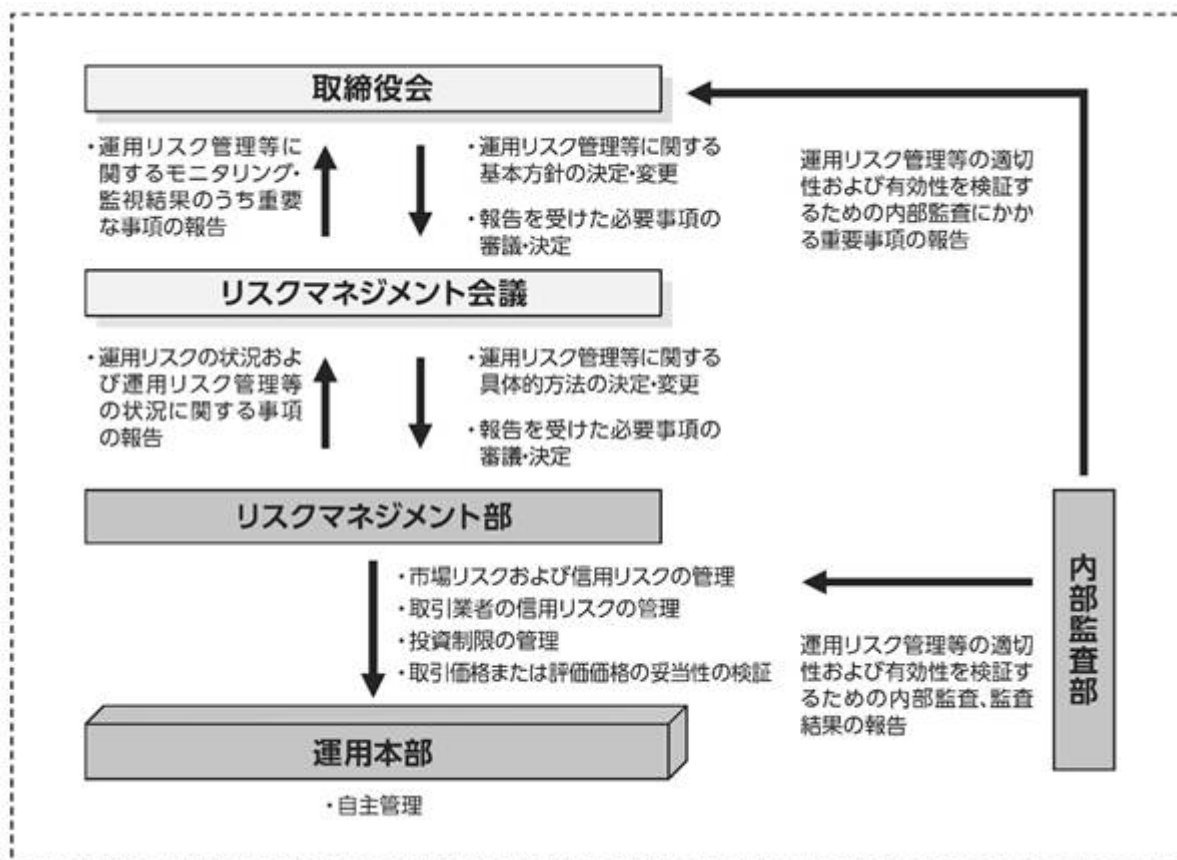 取締役会
・運用リスク管理等に
関するモニタリング・
監視結果のうち重要
な事項の報告
・運用リスク管理等に関する
基本方針の決定・変更
・報告を受けた必要事項の
審議・決定
運用リスク管理等の適切
性および有効性を検証す
るための内部監査にかか
る重要事項の報告
リスクマネジメント会議
・運用リスクの状況およ
び運用リスク管理等
の状況に関する事項
の報告
・運用リスク管理等に関する
具体的方法の決定・変更
・報告を受けた必要事項の
審議・決定
リスクマネジメント部
・市場リスクおよび信用リスクの管理
・取引業者の信用リスクの管理
・投資制限の管理
・取引価格または評価価格の妥当性の検証
内部監査部
運用リスク管理等の適切
性および有効性を検証す
るための内部監査、監査
結果の報告
運用本部
・自主管理